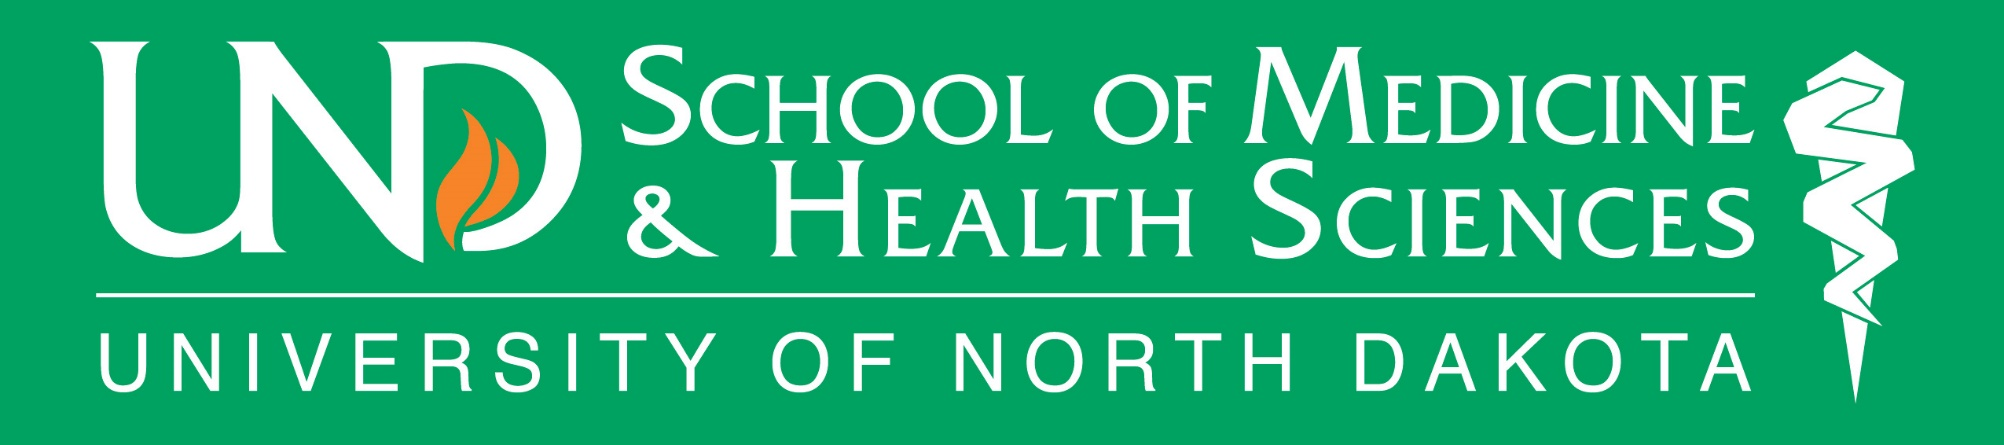 UND SCHOOL OF MEDICINE
& HEALTH SCIENCES
UNIVERSITY OF NORTH DAKOTA